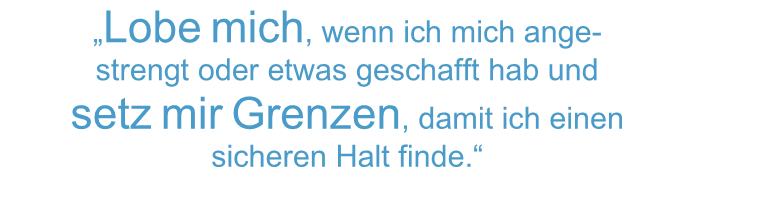 „Lobe mich, wenn ich mich ange-
strengt oder etwas geschafft hab und
setz mir Grenzen, damit ich einen
sicheren Halt finde.“